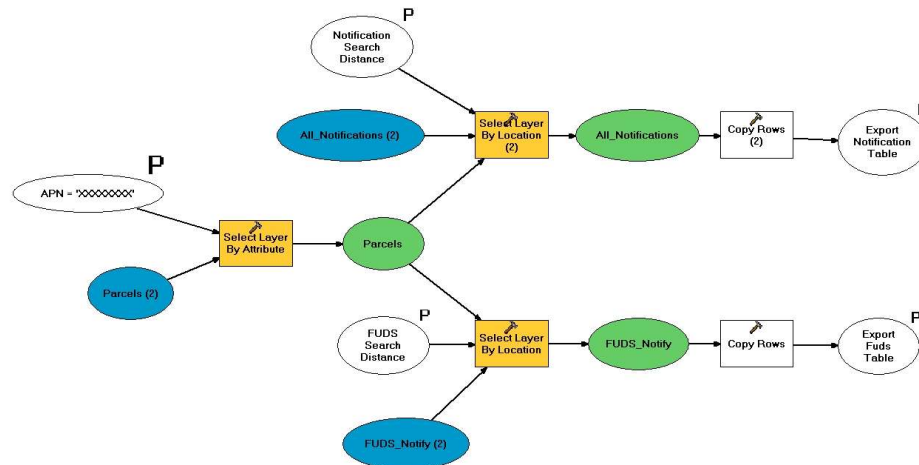 P
Notification
Search
Distance
All_Notifications (2)
Select Layer
By Location
(2)
All_Notifications
Copy Rows
(2)
Export
Notification
Table
P
APN = "XXXXXXXX"
Select Layer
By Attribute
Parcels
Parcels (2)
P
FUDS
Search
Distance
Select Layer
By Location
FUDS_Notify
Copy Rows
P
Export
Fuds
Table
FUDS_Notify (2)